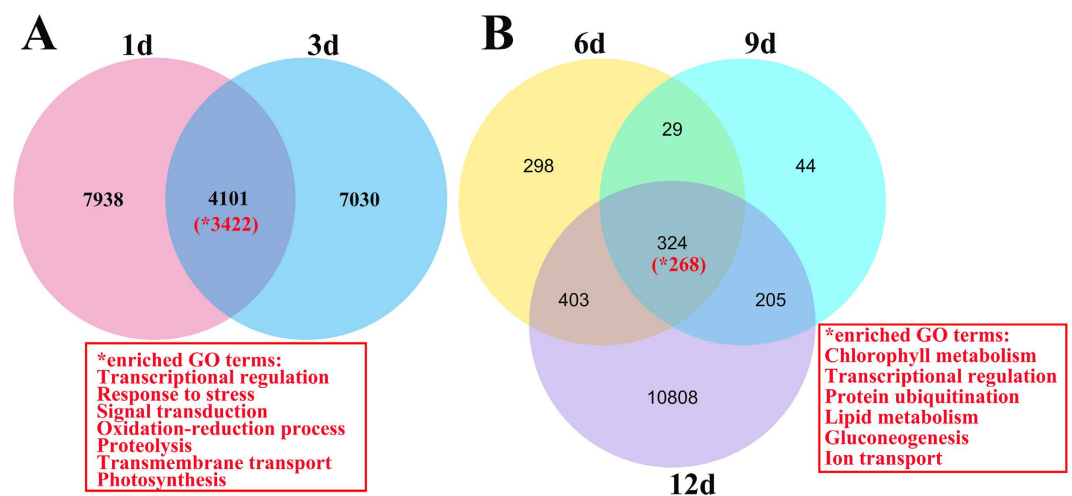 A
1d
3d
7938
4101
(*3422)
7030
*enriched GO terms:
Transcriptional regulation
Response to stress
Signal transduction
Oxidation-reduction process
Proteolysis
Transmembrane transport
Photosynthesis
B
6d
9d
29
298
44
324
(*268)
403
205
10808
12d
*enriched GO terms:
Chlorophyll metabolism
Transcriptional regulation
Protein ubiquitination
Lipid metabolism
Gluconeogenesis
Ion transport